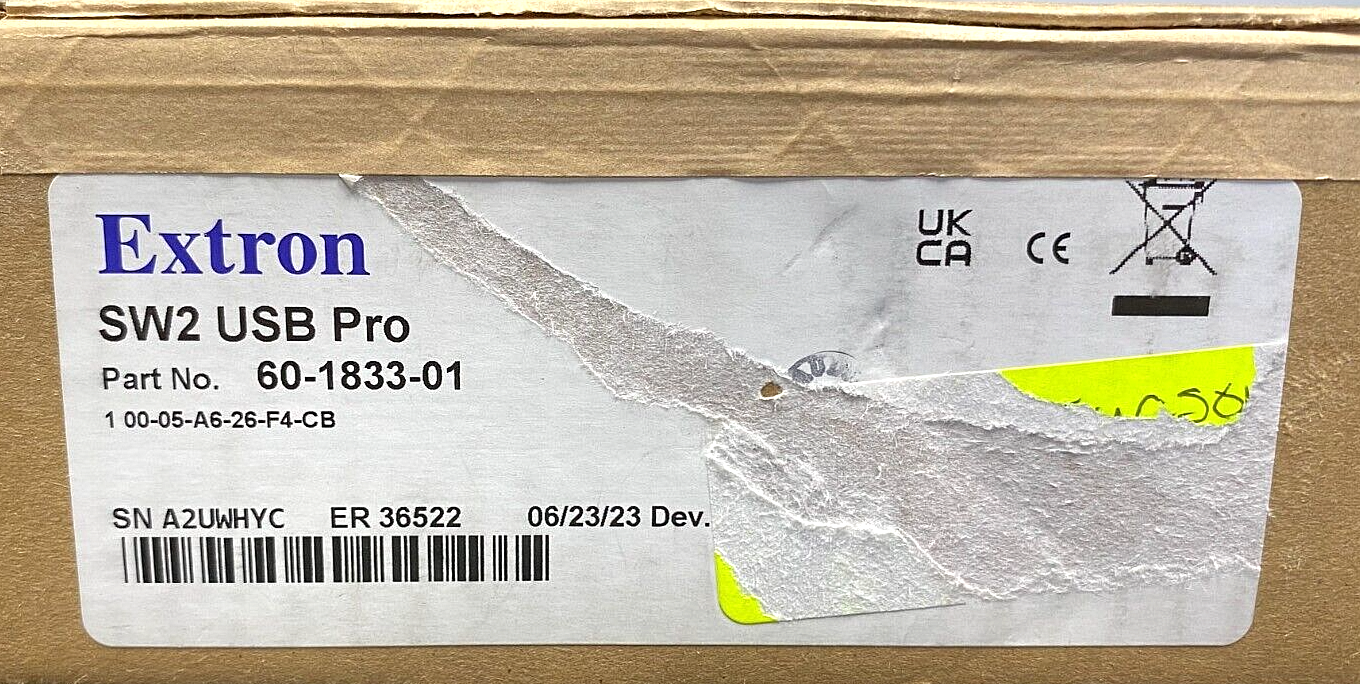 Extron
SW2 USB Pro
Part No. 60-1833-01
1 00-05-A6-26-F4-CB
SN A2UWHYC ER 36522 06/23/23 Dev.
UK
CA
CE